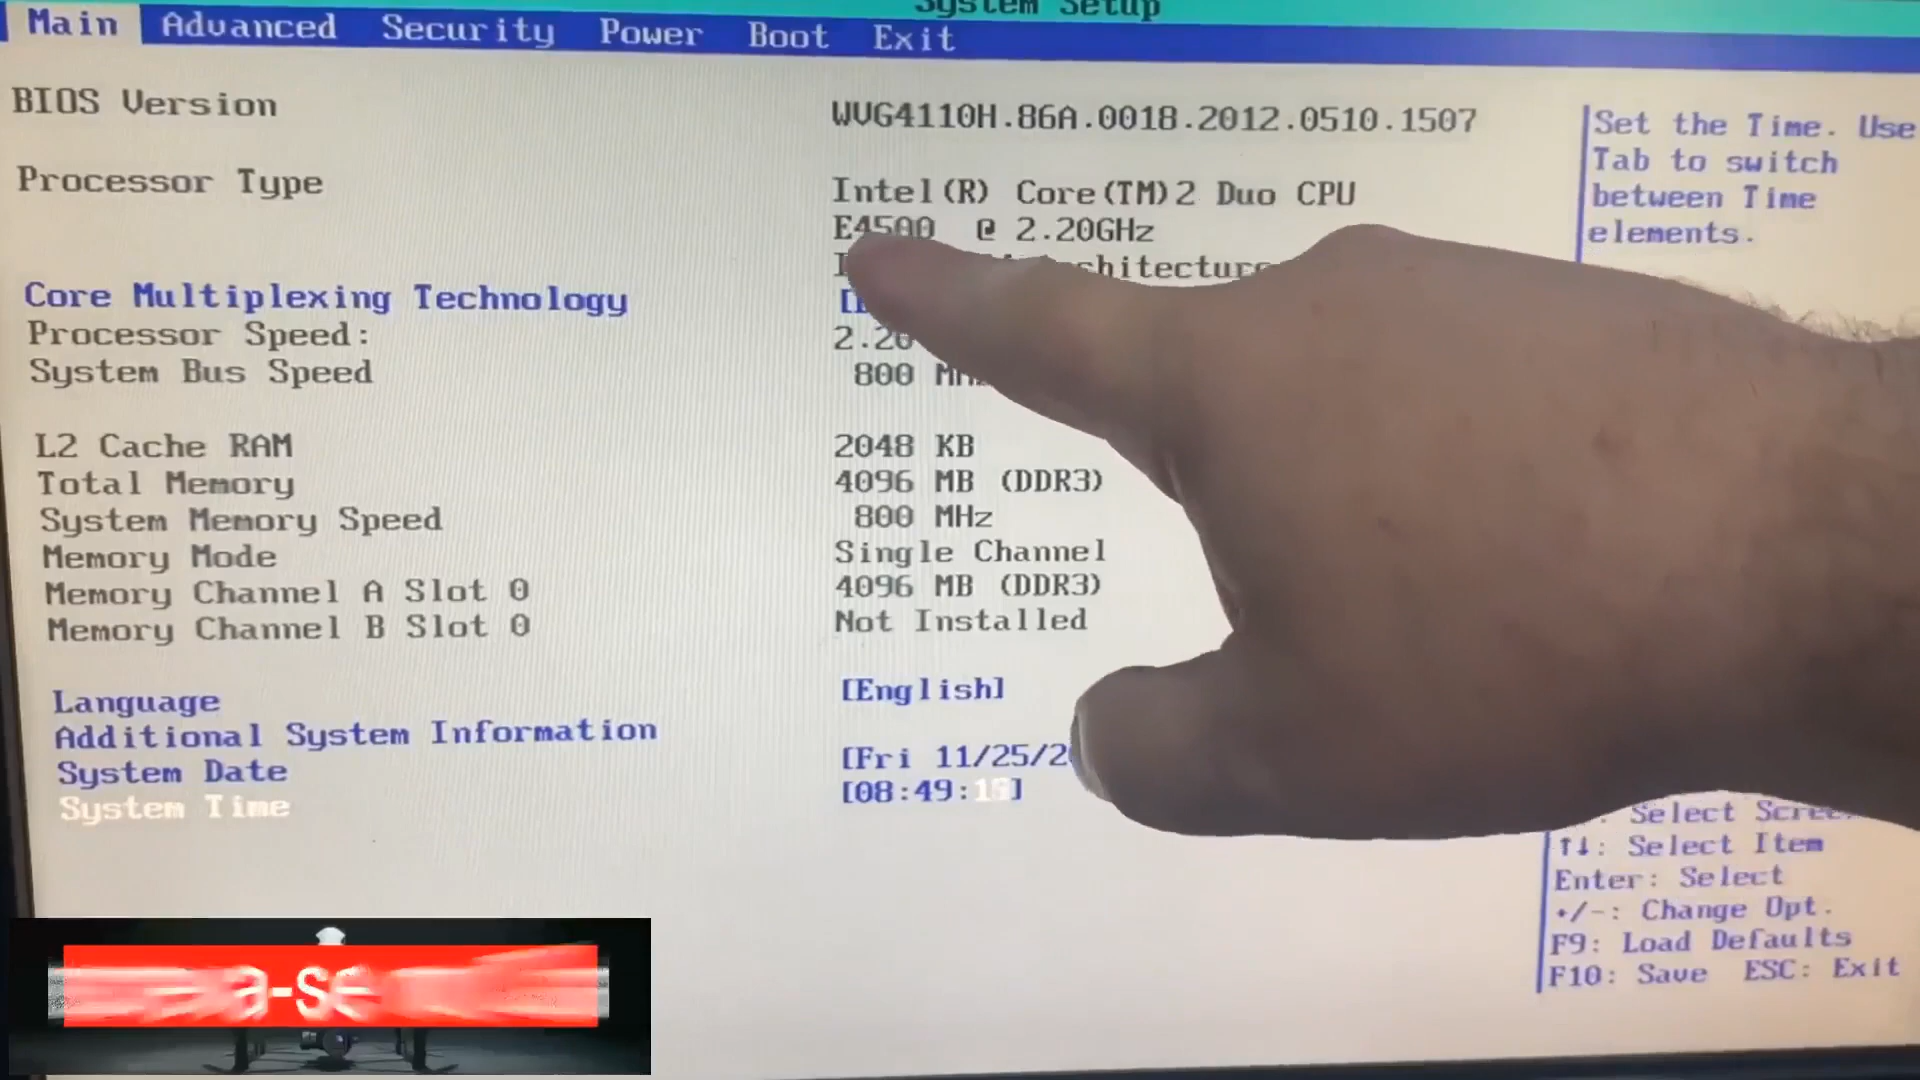 System Setup
Main Advanced Security Power Boot Exit
BIOS Version WVG4110H.86A.0018.2012.0510.1507
Processor Type Intel(R) Core(TM)2 Duo CPU
E4500 @ 2.20GHz
Core Multiplexing Technology
Processor Speed: 2.20
System Bus Speed 800 MHz
L2 Cache RAM 2048 KB
Total Memory 4096 MB (DDR3)
System Memory Speed 800 MHz
Memory Mode Single Channel
Memory Channel A Slot 0 4096 MB (DDR3)
Memory Channel B Slot 0 Not Installed
Language [English]
Additional System Information
System Date [Fri 11/25/2
System Time [08:49:
Set the Time. Use
Tab to switch
between Time
elements.
Select
↑↓: Select Item
Enter: Select
+/-: Change Opt.
F9: Load Defaults
F10: Save ESC: Exit